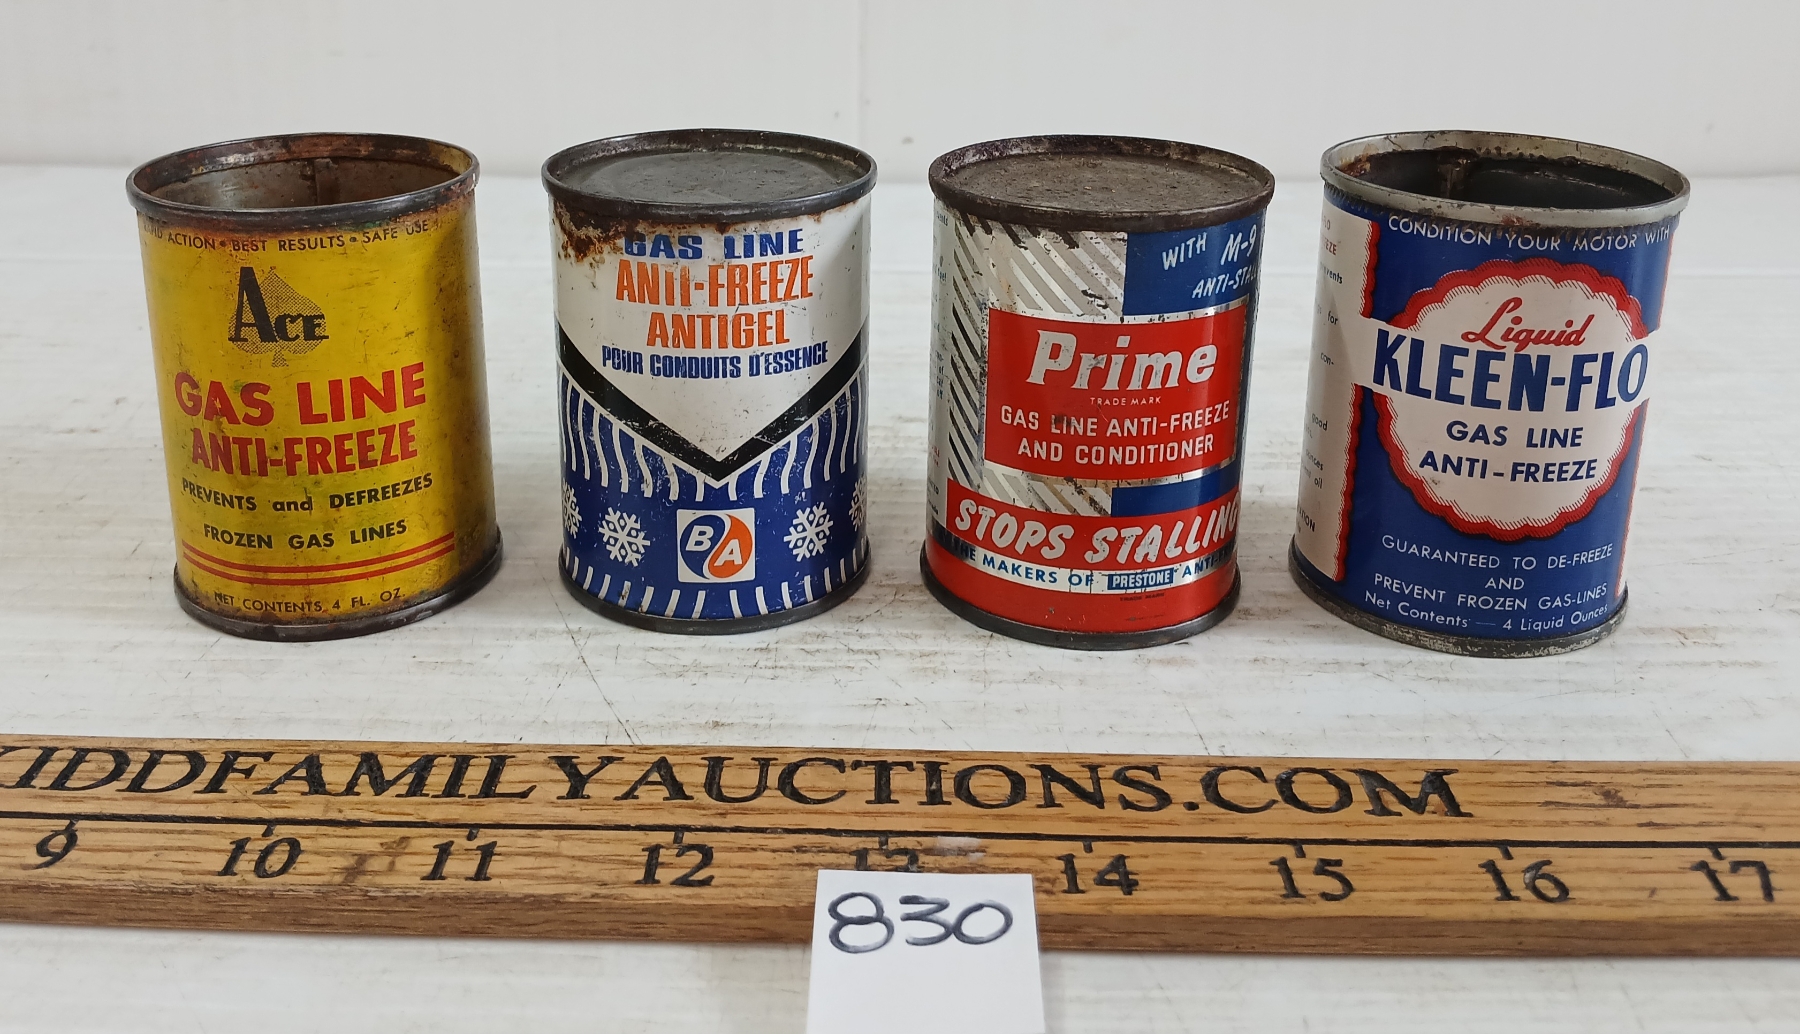 ACTION • BEST RESULTS • SAFE USE
ACE
GAS LINE
ANTI-FREEZE
PREVENTS and DEFREEZES
FROZEN GAS LINES
NET CONTENTS 4 FL. OZ.
GAS LINE
ANTI-FREEZE
ANTIGEL
POUR CONDUITS D'ESSENCE
BA
WITH M-9
Prime
TRADE MARK
GAS LINE ANTI-FREEZE
AND CONDITIONER
STOPS STALLING
MAKERS OF PRESTONE
TRADE MARK
CONDITION YOUR MOTOR WITH
Liquid
KLEEN-FLO
GAS LINE
ANTI-FREEZE
GUARANTEED TO DE-FREEZE
AND
PREVENT FROZEN GAS-LINES
Net Contents — 4 Liquid Ounces
KIDDFAMILYAUCTIONS.COM
9 10 11 12 13 14 15 16 17
830